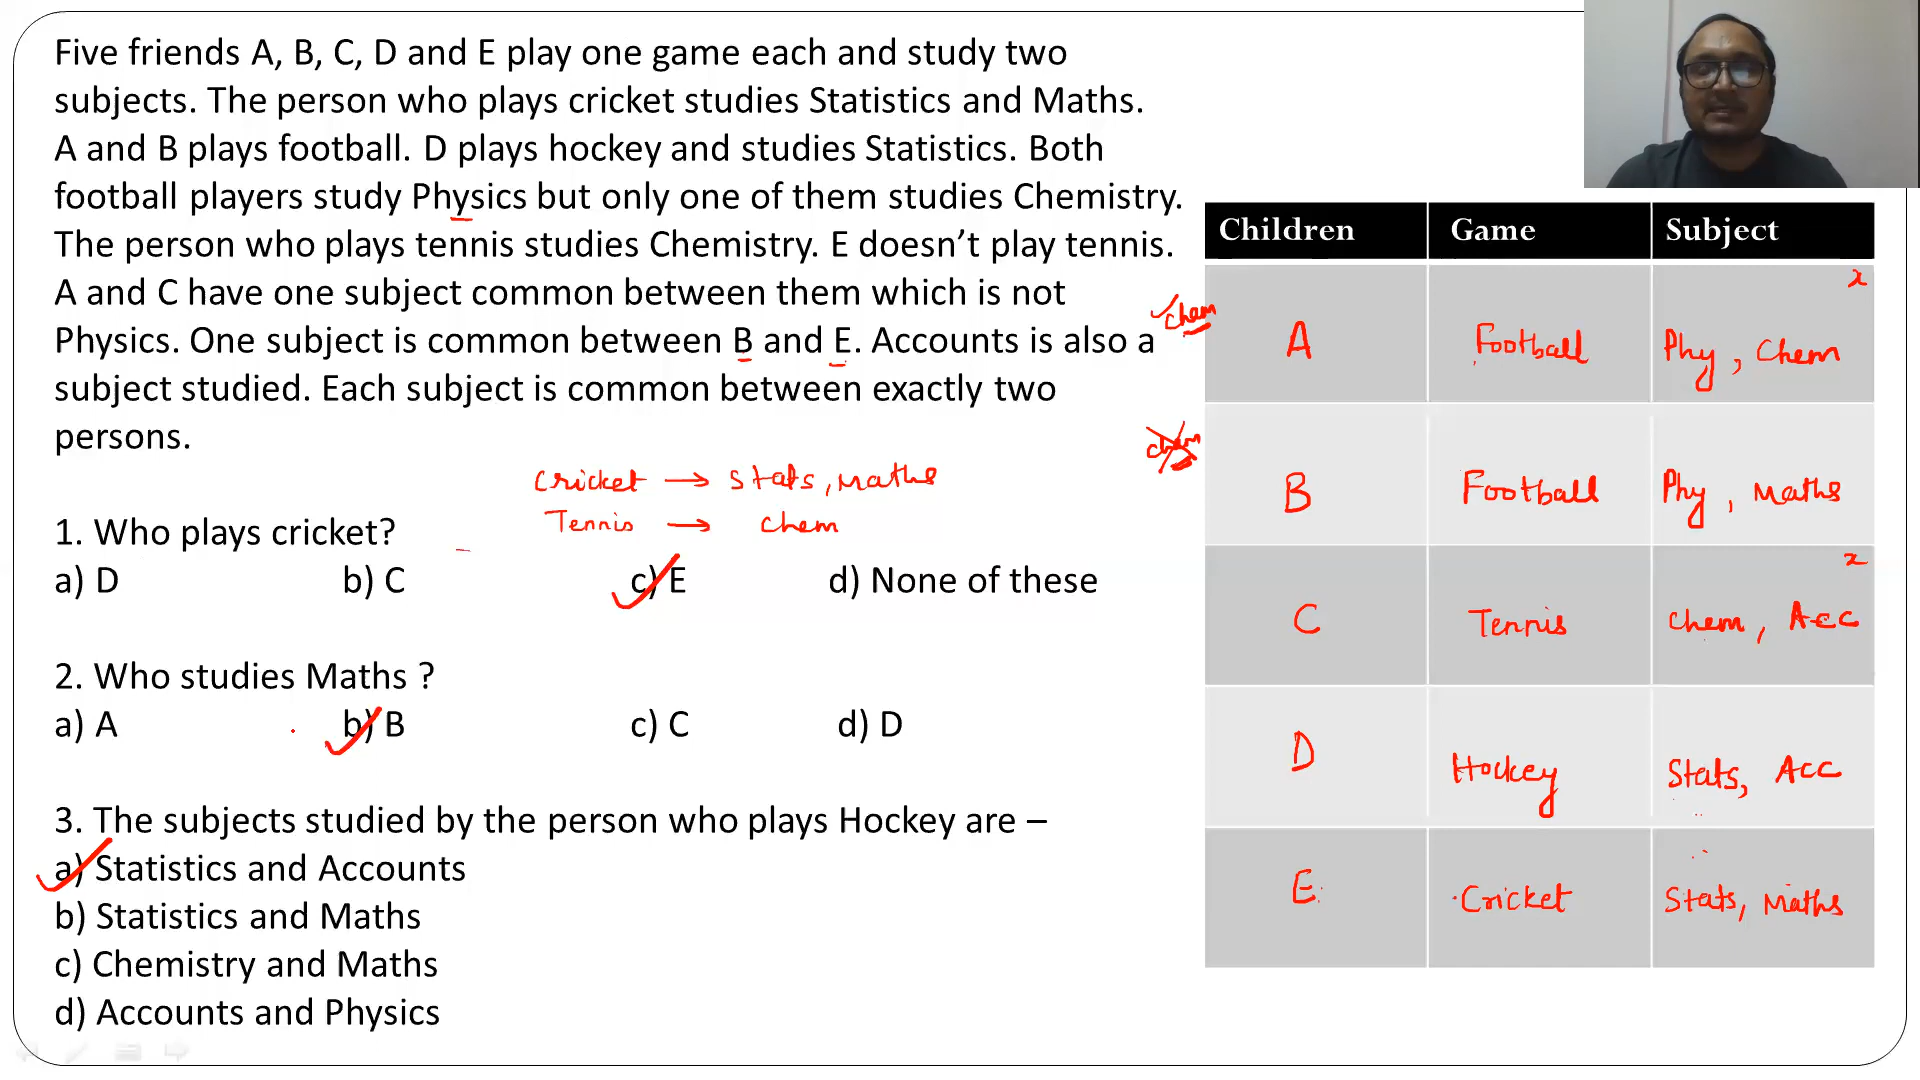 Five friends A, B, C, D and E play one game each and study two
subjects. The person who plays cricket studies Statistics and Maths.
A and B plays football. D plays hockey and studies Statistics. Both
football players study Physics but only one of them studies Chemistry.
The person who plays tennis studies Chemistry. E doesn’t play tennis.
A and C have one subject common between them which is not
Physics. One subject is common between B and E. Accounts is also a
subject studied. Each subject is common between exactly two
persons.
Cricket → Stats, Maths
Tennis → Chem
1. Who plays cricket?
a) D b) C c) E d) None of these
2. Who studies Maths ?
a) A b) B c) C d) D
3. The subjects studied by the person who plays Hockey are –
a) Statistics and Accounts
b) Statistics and Maths
c) Chemistry and Maths
d) Accounts and Physics
Children Game Subject
x
chem
A Football Phy, Chem
chem
B Football Phy, Maths
x
C Tennis Chem, Acc
D Hockey Stats, Acc
E Cricket Stats, Maths